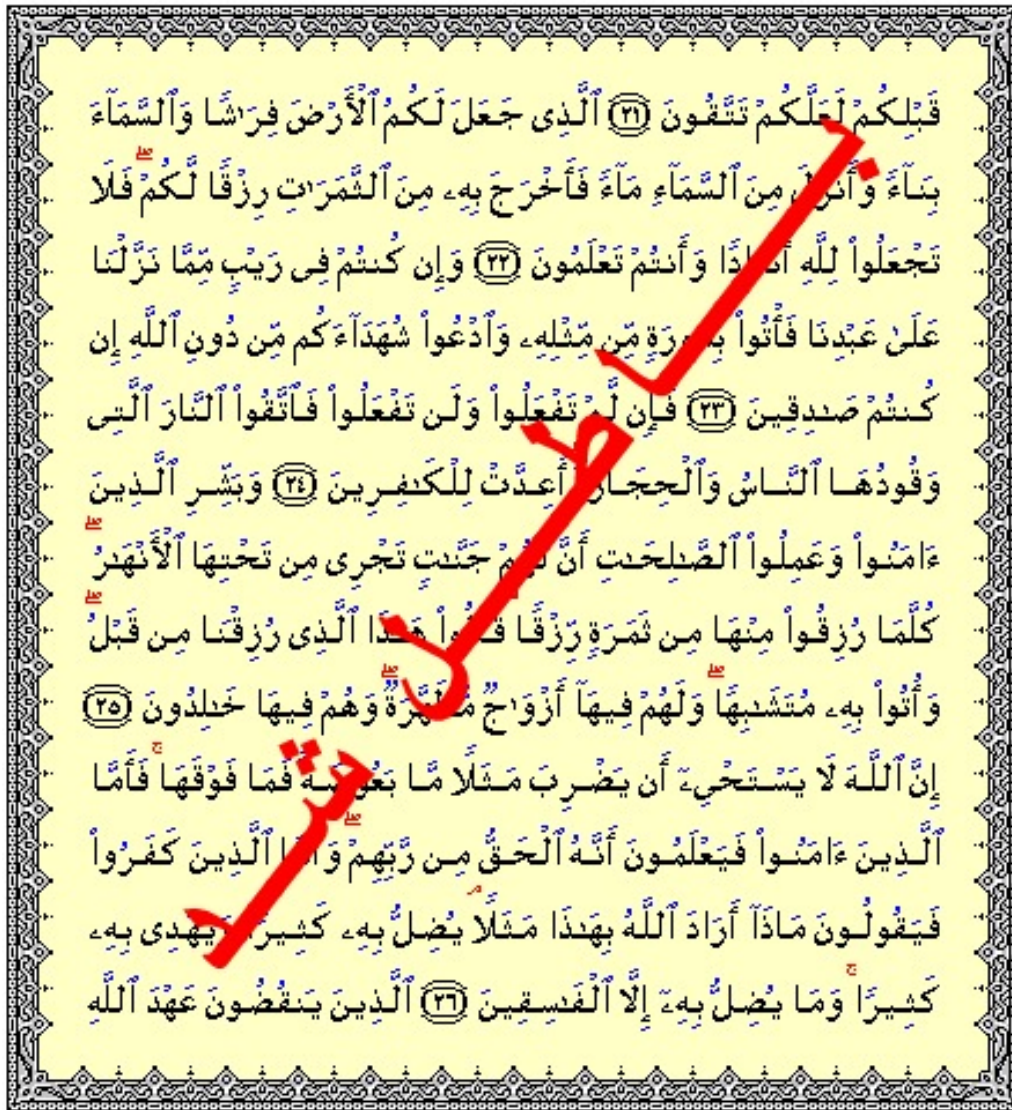 قَبْلِكُمْ لَعَلَّكُمْ تَتَّقُونَ ﴿٢١﴾ ٱلَّذِى جَعَلَ لَكُمُ ٱلْأَرْضَ فِرَٰشًا وَٱلسَّمَآءَ
بِنَآءً وَأَنزَلَ مِنَ ٱلسَّمَآءِ مَآءً فَأَخْرَجَ بِهِۦ مِنَ ٱلثَّمَرَٰتِ رِزْقًا لَّكُمْ ۖ فَلَا
تَجْعَلُوا۟ لِلَّهِ أَندَادًا وَأَنتُمْ تَعْلَمُونَ ﴿٢٢﴾ وَإِن كُنتُمْ فِى رَيْبٍ مِّمَّا نَزَّلْنَا
عَلَىٰ عَبْدِنَا فَأْتُوا۟ بِسُورَةٍ مِّن مِّثْلِهِۦ وَٱدْعُوا۟ شُهَدَآءَكُم مِّن دُونِ ٱللَّهِ إِن
كُنتُمْ صَـٰدِقِينَ ﴿٢٣﴾ فَإِن لَّمْ تَفْعَلُوا۟ وَلَن تَفْعَلُوا۟ فَٱتَّقُوا۟ ٱلنَّارَ ٱلَّتِى
وَقُودُهَا ٱلنَّاسُ وَٱلْحِجَارَةُ أُعِدَّتْ لِلْكَـٰفِرِينَ ﴿٢٤﴾ وَبَشِّرِ ٱلَّذِينَ
ءَامَنُوا۟ وَعَمِلُوا۟ ٱلصَّـٰلِحَـٰتِ أَنَّ لَهُمْ جَنَّـٰتٍ تَجْرِى مِن تَحْتِهَا ٱلْأَنْهَـٰرُ ۖ
كُلَّمَا رُزِقُوا۟ مِنْهَا مِن ثَمَرَةٍ رِّزْقًا قَالُوا۟ هَـٰذَا ٱلَّذِى رُزِقْنَا مِن قَبْلُ ۖ
وَأُتُوا۟ بِهِۦ مُتَشَـٰبِهًا ۖ وَلَهُمْ فِيهَآ أَزْوَٰجٌ مُّطَهَّرَةٌ ۖ وَهُمْ فِيهَا خَـٰلِدُونَ ﴿٢٥﴾
إِنَّ ٱللَّهَ لَا يَسْتَحْىِۦٓ أَن يَضْرِبَ مَثَلًا مَّا بَعُوضَةً فَمَا فَوْقَهَا ۚ فَأَمَّا
ٱلَّذِينَ ءَامَنُوا۟ فَيَعْلَمُونَ أَنَّهُ ٱلْحَقُّ مِن رَّبِّهِمْ ۖ وَأَمَّا ٱلَّذِينَ كَفَرُوا۟
فَيَقُولُونَ مَاذَآ أَرَادَ ٱللَّهُ بِهَـٰذَا مَثَلًا ۘ يُضِلُّ بِهِۦ كَثِيرًا وَيَهْدِى بِهِۦ
كَثِيرًا ۚ وَمَا يُضِلُّ بِهِۦٓ إِلَّا ٱلْفَـٰسِقِينَ ﴿٢٦﴾ ٱلَّذِينَ يَنقُضُونَ عَهْدَ ٱللَّهِ